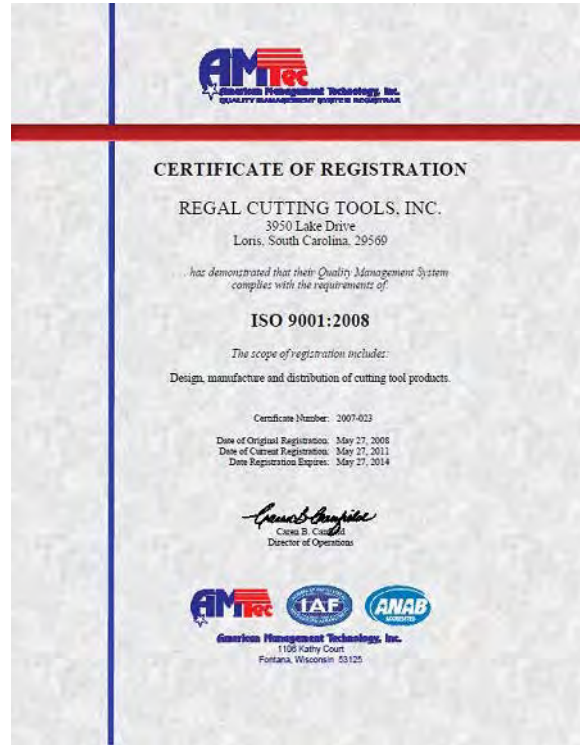 AMTec
American Management Technology, Inc.
QUALITY MANAGEMENT SYSTEM REGISTRAR
CERTIFICATE OF REGISTRATION
REGAL CUTTING TOOLS, INC.
3950 Lake Drive
Loris, South Carolina, 29569
. . . has demonstrated that their Quality Management System
complies with the requirements of:
ISO 9001:2008
The scope of registration includes:
Design, manufacture and distribution of cutting tool products.
Certificate Number: 2007-023
Date of Original Registration: May 27, 2008
Date of Current Registration: May 27, 2011
Date Registration Expires: May 27, 2014
Caren B. Canfield
Director of Operations
AMTec IAF ANAB
ACCREDITED
American Management Technology, Inc.
1106 Kathy Court
Fontana, Wisconsin 53125